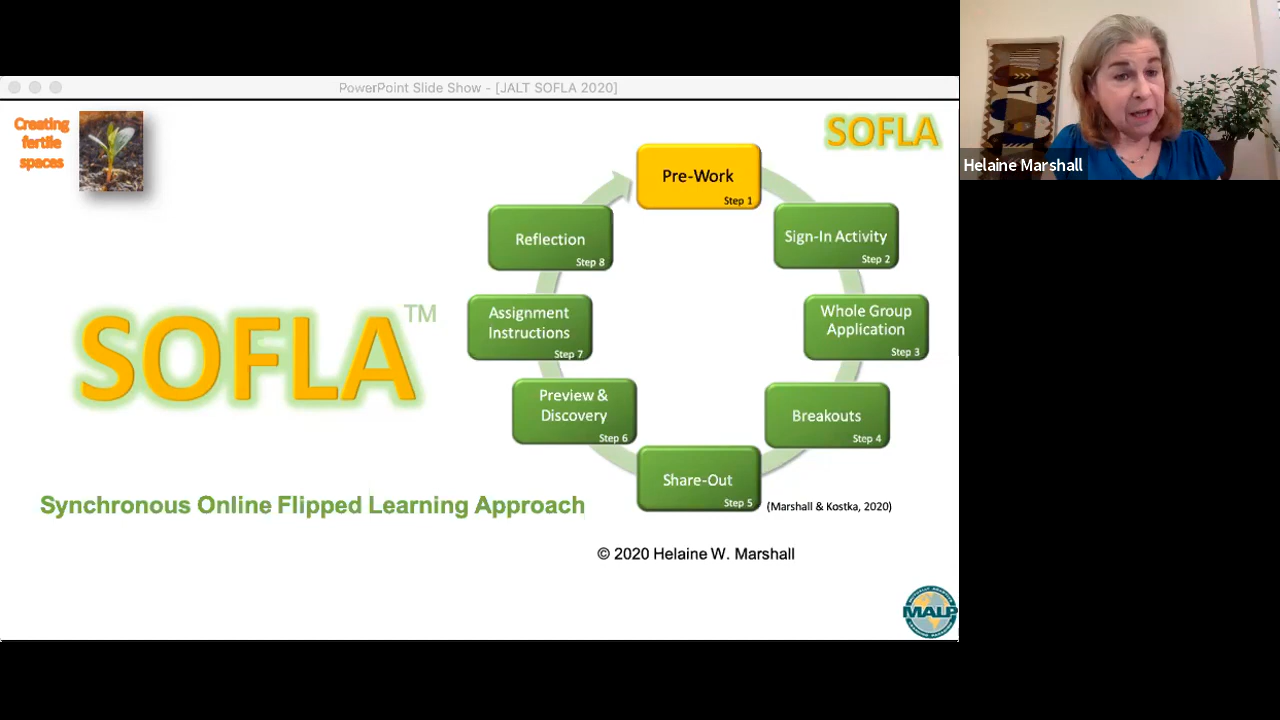 PowerPoint Slide Show - [JALT SOFLA 2020]
Creating
fertile
spaces
SOFLA
Pre-Work
Step 1
Sign-In Activity
Step 2
Whole Group
Application
Step 3
Breakouts
Step 4
Share-Out
Step 5
Preview &
Discovery
Step 6
Assignment
Instructions
Step 7
Reflection
Step 8
SOFLA™
Synchronous Online Flipped Learning Approach
(Marshall & Kostka, 2020)
© 2020 Helaine W. Marshall
MALP
Helaine Marshall